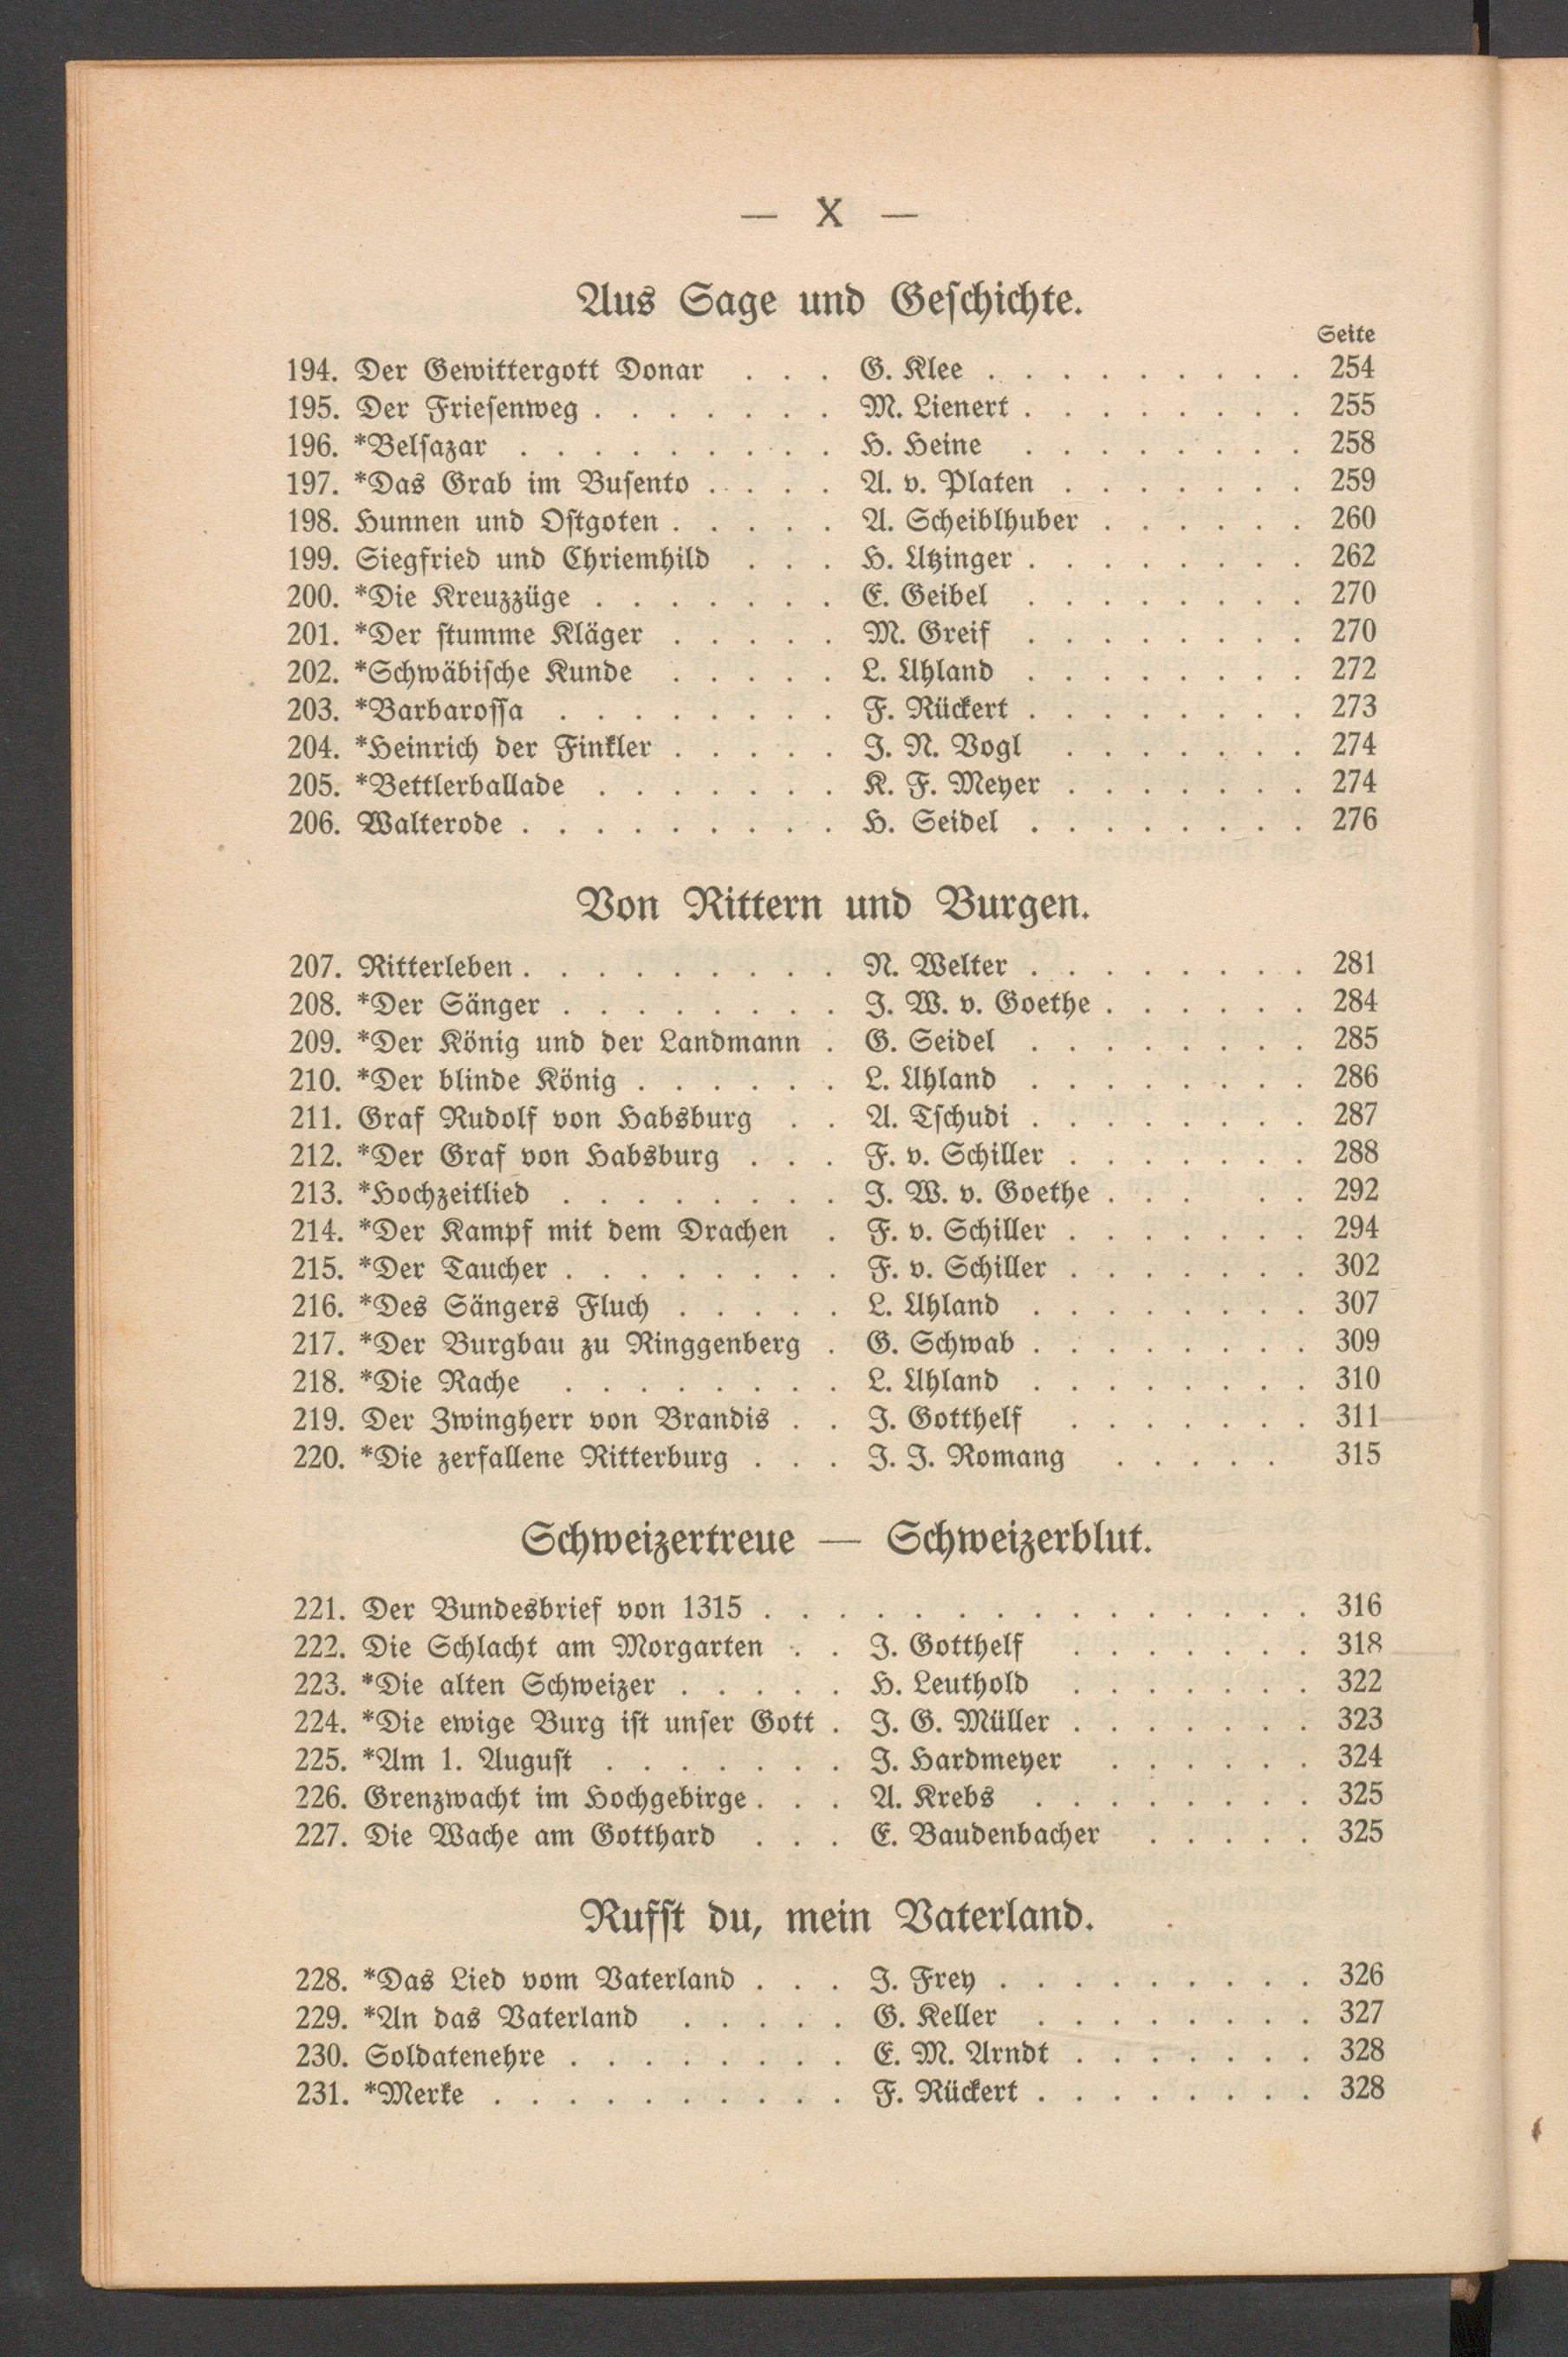 — X —
Aus Sage und Geschichte.
Seite
194. Der Gewittergott Donar . . . G. Klee . . . . . . . . . 254
195. Der Friesenweg . . . . . . . M. Lienert . . . . . . . . 255
196. *Belsazar . . . . . . . . . H. Heine . . . . . . . . 258
197. *Das Grab im Busento . . . . A. v. Platen . . . . . . . 259
198. Hunnen und Ostgoten . . . . . A. Scheiblhuber . . . . . . 260
199. Siegfried und Chriemhild . . . H. Utzinger . . . . . . . . 262
200. *Die Kreuzzüge . . . . . . . E. Geibel . . . . . . . . 270
201. *Der stumme Kläger . . . . . M. Greif . . . . . . . . 270
202. *Schwäbische Kunde . . . . . L. Uhland . . . . . . . . 272
203. *Barbarossa . . . . . . . . F. Rückert . . . . . . . . 273
204. *Heinrich der Finkler . . . . . J. N. Vogl . . . . . . . 274
205. *Bettlerballade . . . . . . . K. F. Meyer . . . . . . . 274
206. Walterode . . . . . . . . . H. Seidel . . . . . . . . 276
Von Rittern und Burgen.
207. Ritterleben . . . . . . . . . N. Welter . . . . . . . . 281
208. *Der Sänger . . . . . . . . J. W. v. Goethe . . . . . . 284
209. *Der König und der Landmann . G. Seidel . . . . . . . . 285
210. *Der blinde König . . . . . . L. Uhland . . . . . . . . 286
211. Graf Rudolf von Habsburg . . A. Tschudi . . . . . . . . 287
212. *Der Graf von Habsburg . . . F. v. Schiller . . . . . . . 288
213. *Hochzeitlied . . . . . . . . J. W. v. Goethe . . . . . 292
214. *Der Kampf mit dem Drachen . F. v. Schiller . . . . . . . 294
215. *Der Taucher . . . . . . . . F. v. Schiller . . . . . . . 302
216. *Des Sängers Fluch . . . . . L. Uhland . . . . . . . . 307
217. *Der Burgbau zu Ringgenberg . G. Schwab . . . . . . . . 309
218. *Die Rache . . . . . . . . L. Uhland . . . . . . . . 310
219. Der Zwingherr von Brandis . . J. Gotthelf . . . . . . . 311
220. *Die zerfallene Ritterburg . . . J. J. Romang . . . . . 315
Schweizertreue — Schweizerblut.
221. Der Bundesbrief von 1315 . . . . . . . . . . . . . . . 316
222. Die Schlacht am Morgarten . . J. Gotthelf . . . . . . . 318
223. *Die alten Schweizer . . . . . H. Leuthold . . . . . . . 322
224. *Die ewige Burg ist unser Gott . J. G. Müller . . . . . . . 323
225. *Am 1. August . . . . . . . J. Hardmeyer . . . . . . 324
226. Grenzwacht im Hochgebirge . . . A. Krebs . . . . . . . . 325
227. Die Wache am Gotthard . . . E. Baudenbacher . . . . . 325
Rufst du, mein Vaterland.
228. *Das Lied vom Vaterland . . . J. Frey . . . . . . . . . 326
229. *An das Vaterland . . . . . G. Keller . . . . . . . . 327
230. Soldatenehre . . . . . . . . E. M. Arndt . . . . . . . 328
231. *Merke . . . . . . . . . . F. Rückert . . . . . . . . 328